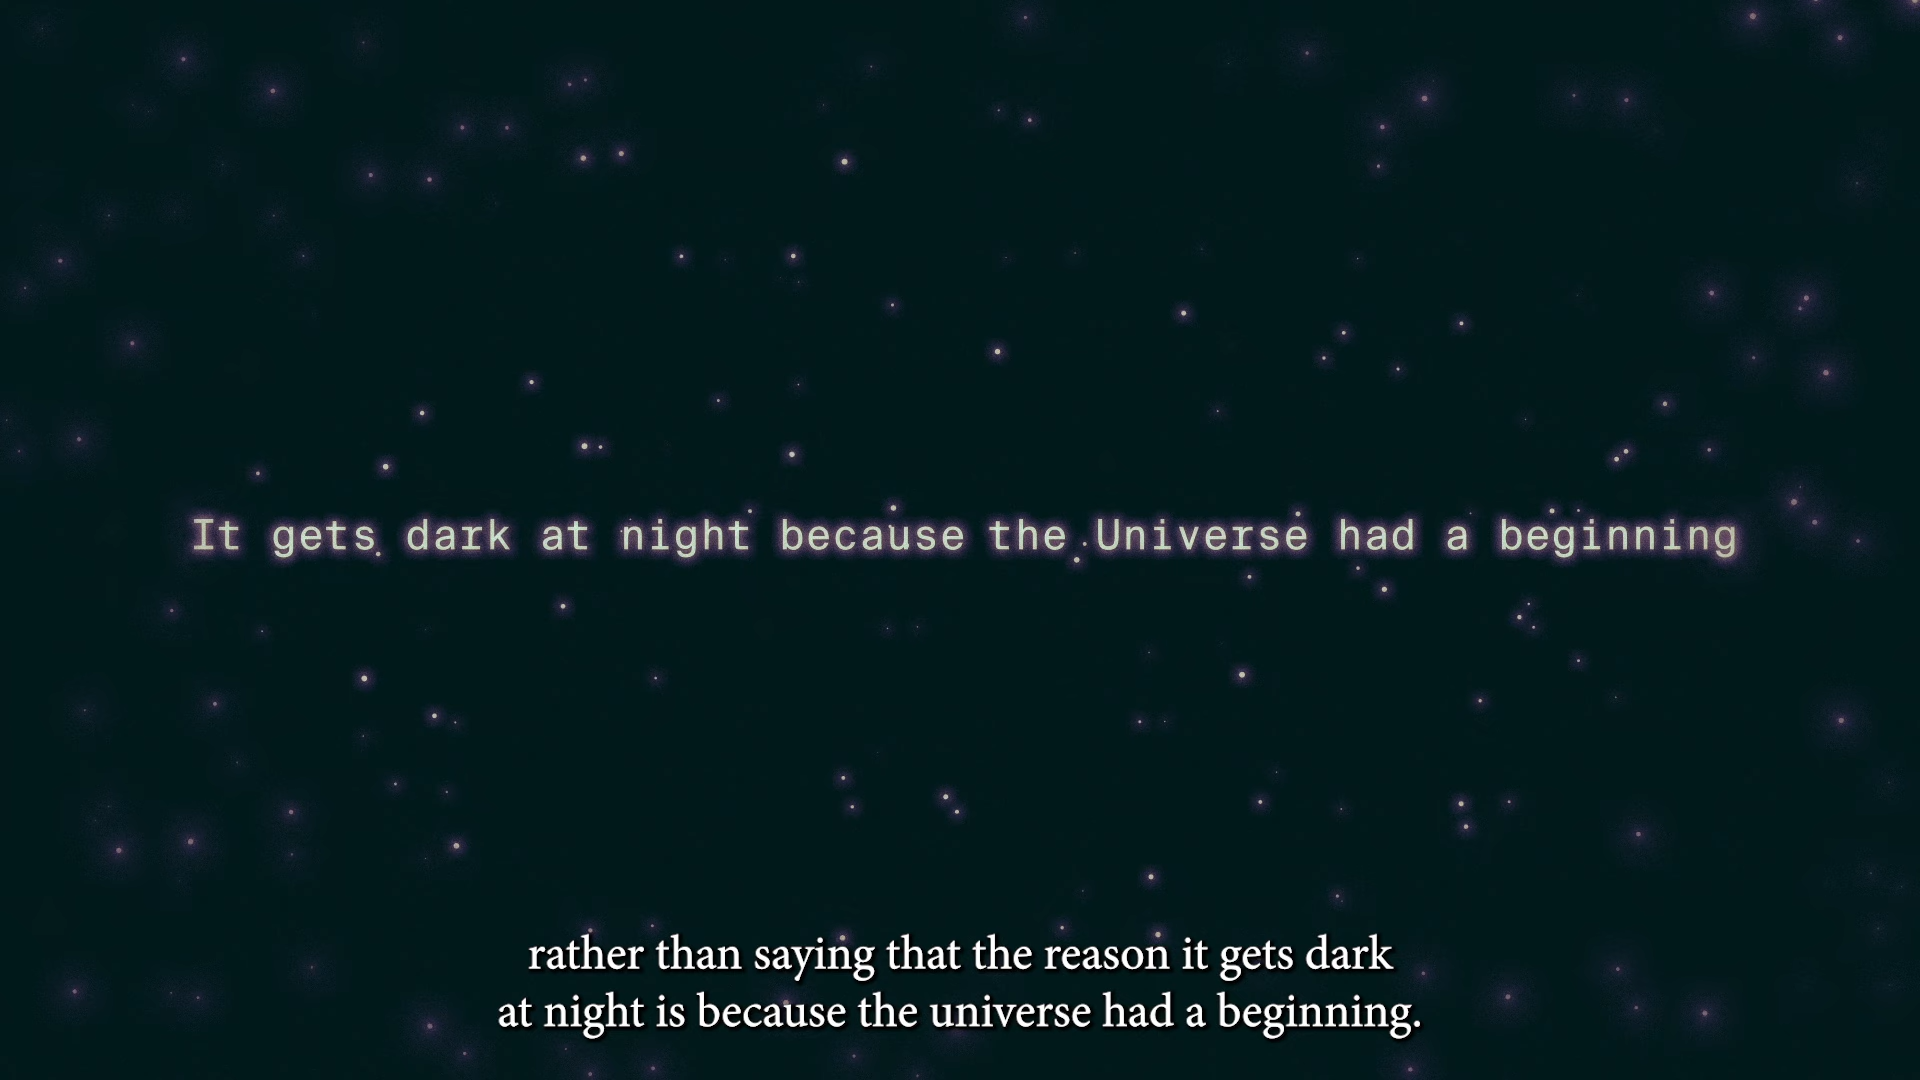 It gets dark at night because the Universe had a beginning
rather than saying that the reason it gets dark
at night is because the universe had a beginning.